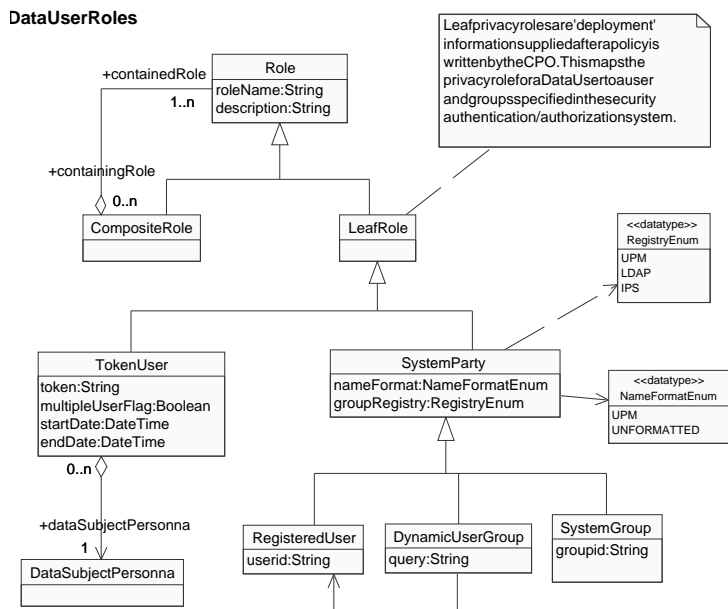 DataUserRoles
Leafprivacyrolesare'deployment'
informationsuppliedafterapolicyis
writtenbytheCPO.Thismapsthe
privacyroleforaDataUsertoauser
andgroupsspecifiedinthesecurity
authentication/authorizationsystem.
Role
roleName:String
description:String
+containedRole
1..n
+containingRole
0..n
CompositeRole
LeafRole
<<datatype>>
RegistryEnum
UPM
LDAP
IPS
TokenUser
token:String
multipleUserFlag:Boolean
startDate:DateTime
endDate:DateTime
SystemParty
nameFormat:NameFormatEnum
groupRegistry:RegistryEnum
<<datatype>>
NameFormatEnum
UPM
UNFORMATTED
0..n
+dataSubjectPersonna
1
DataSubjectPersonna
RegisteredUser
userid:String
DynamicUserGroup
query:String
SystemGroup
groupid:String